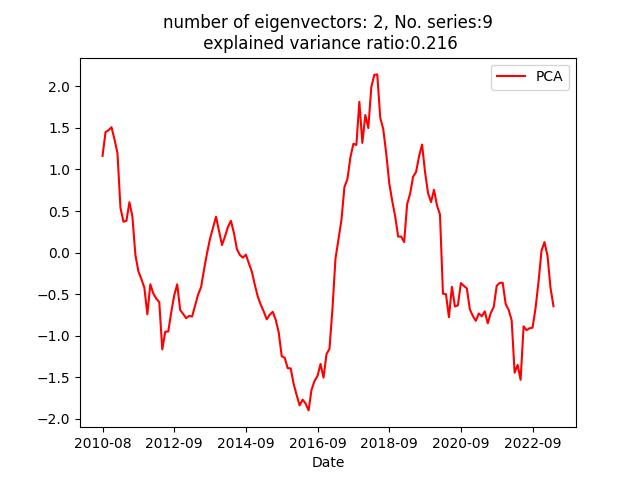 number of eigenvectors: 2, No. series:9
explained variance ratio:0.216
PCA
2.0
1.5
1.0
0.5
0.0
−0.5
−1.0
−1.5
−2.0
2010-08 2012-09 2014-09 2016-09 2018-09 2020-09 2022-09
Date